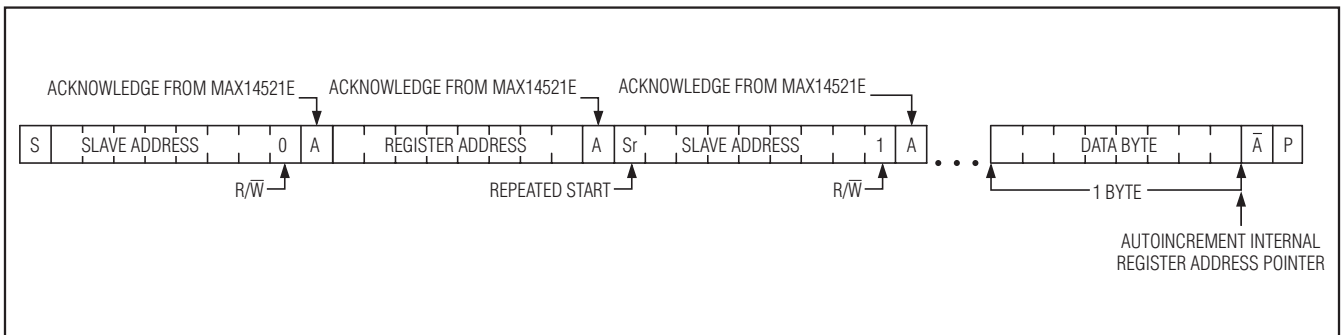 ACKNOWLEDGE FROM MAX14521E ACKNOWLEDGE FROM MAX14521E ACKNOWLEDGE FROM MAX14521E
S SLAVE ADDRESS 0 A REGISTER ADDRESS A Sr SLAVE ADDRESS 1 A • • • DATA BYTE A̅ P
R/W̅ REPEATED START R/W̅ 1 BYTE
AUTOINCREMENT INTERNAL
REGISTER ADDRESS POINTER